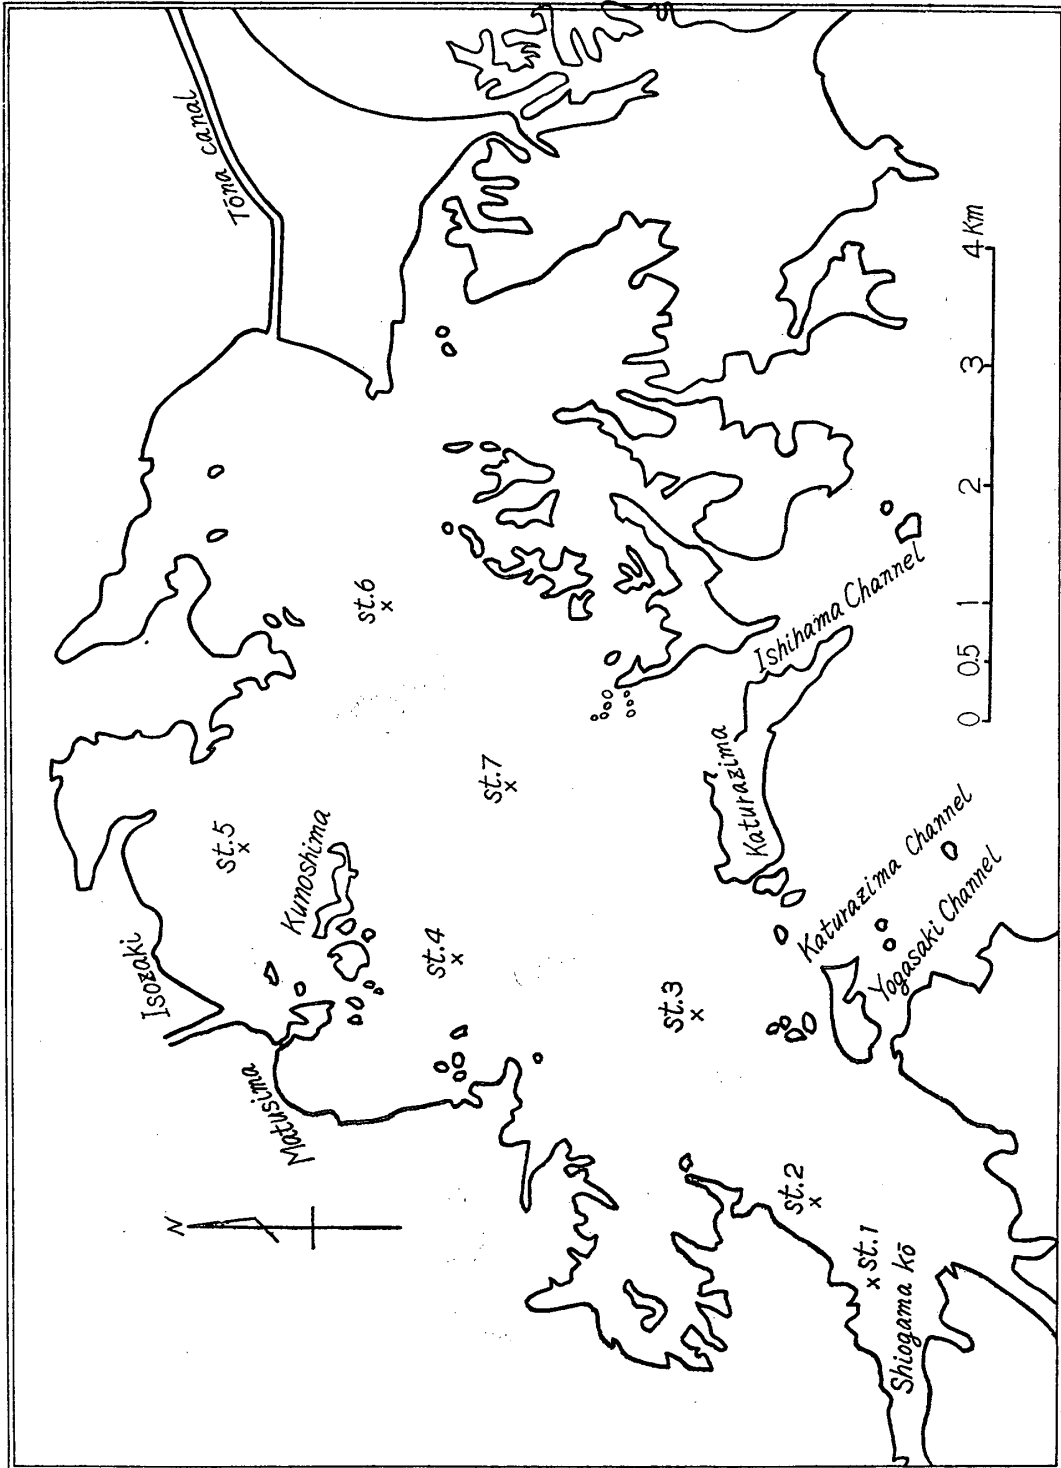 Tōna canal
N
Isozaki
Matusima
st.5
Kunoshima
st.6
st.4
st.7
st.3
Katurazima
Ishihama Channel
st.2
Katurazima Channel
Yogasaki Channel
st.1
Shiogama kō
0 0.5 1 2 3 4 Km